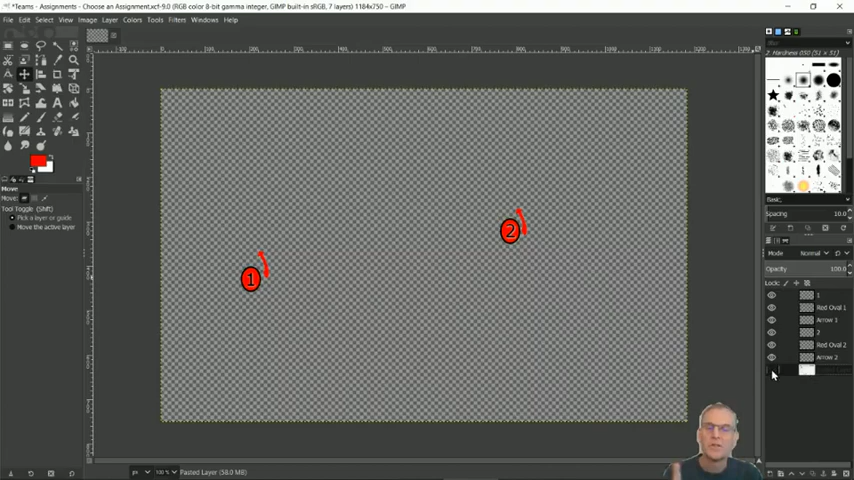 *Teams - Assignments - Choose an Assignment.xcf-9.0 (RGB color 8-bit gamma integer, GIMP built-in sRGB, 7 layers) 1184x750 – GIMP
File Edit Select View Image Layer Colors Tools Filters Windows Help
2. Hardness 050 (51 × 51)
Move
Move:
Tool Toggle (Shift)
Pick a layer or guide
Move the active layer
1
2
Basic,
Spacing 10.0
Mode Normal
Opacity 100.0
Lock:
1
Red Oval 1
Arrow 1
2
Red Oval 2
Arrow 2
px 100 % Pasted Layer (58.0 MB)